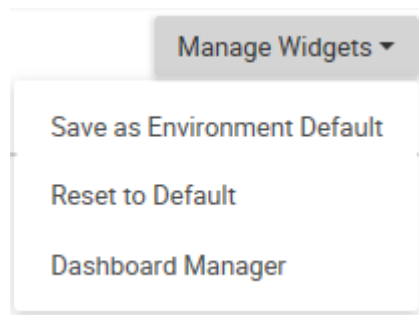 Manage Widgets
Save as Environment Default
Reset to Default
Dashboard Manager